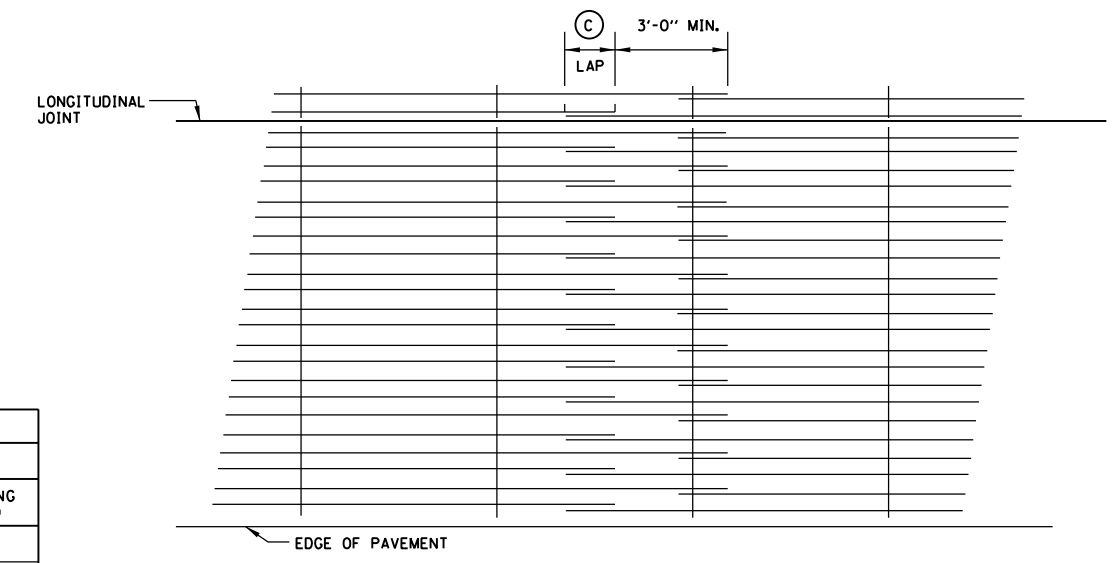 C
3'-0" MIN.
LAP
LONGITUDINAL
JOINT
EDGE OF PAVEMENT